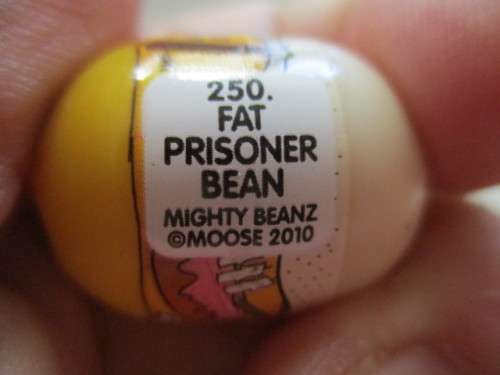 250.
FAT
PRISONER
BEAN
MIGHTY BEANZ
©MOOSE 2010